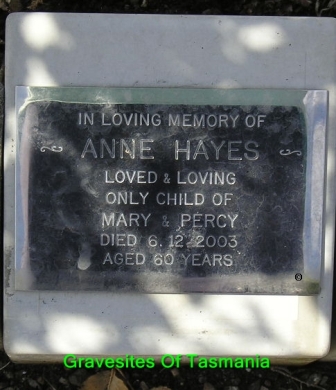 IN LOVING MEMORY OF
ANNE HAYES
LOVED & LOVING
ONLY CHILD OF
MARY & PERCY
DIED 6.12.2003
AGED 60 YEARS
©
Gravesites Of Tasmania